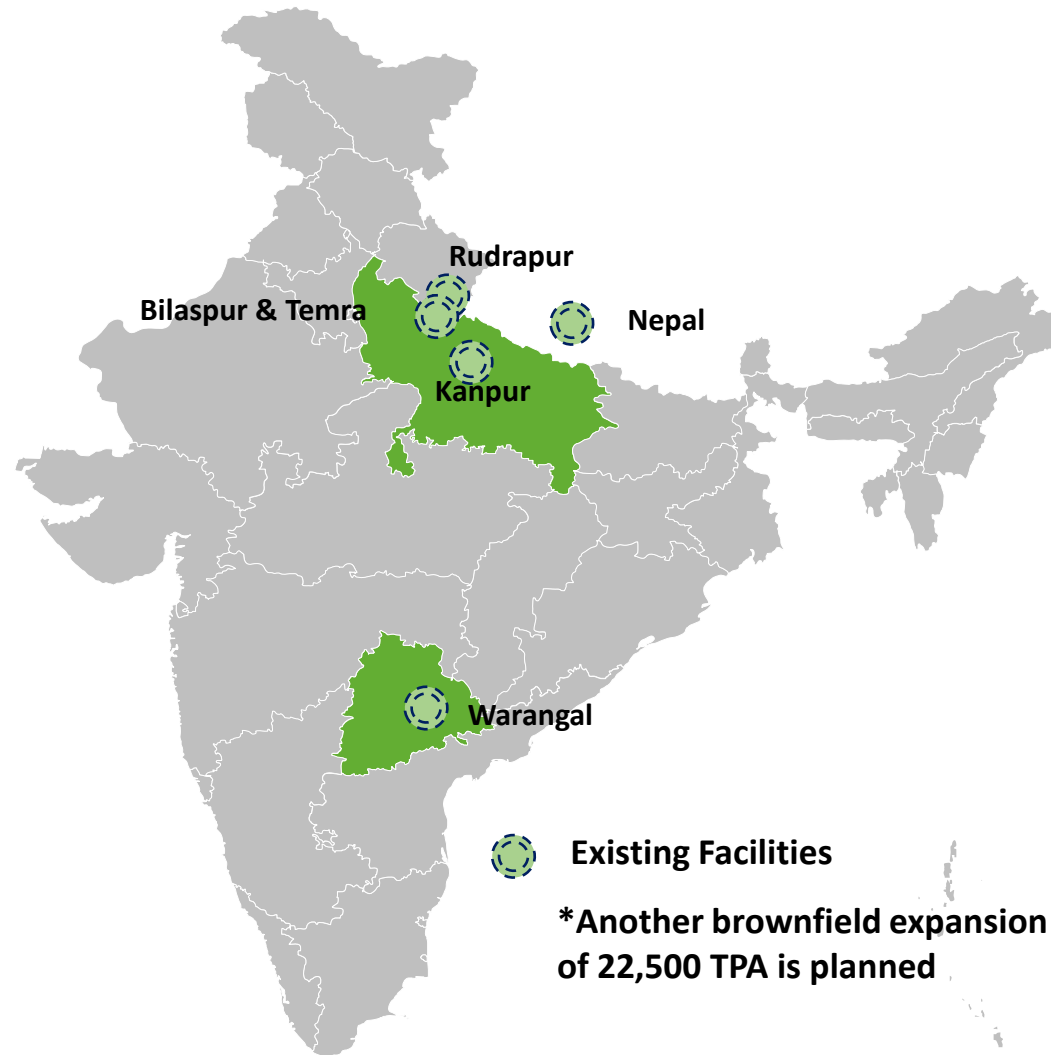 Rudrapur
Bilaspur & Temra
Nepal
Kanpur
Warangal
Existing Facilities
*Another brownfield expansion
of 22,500 TPA is planned